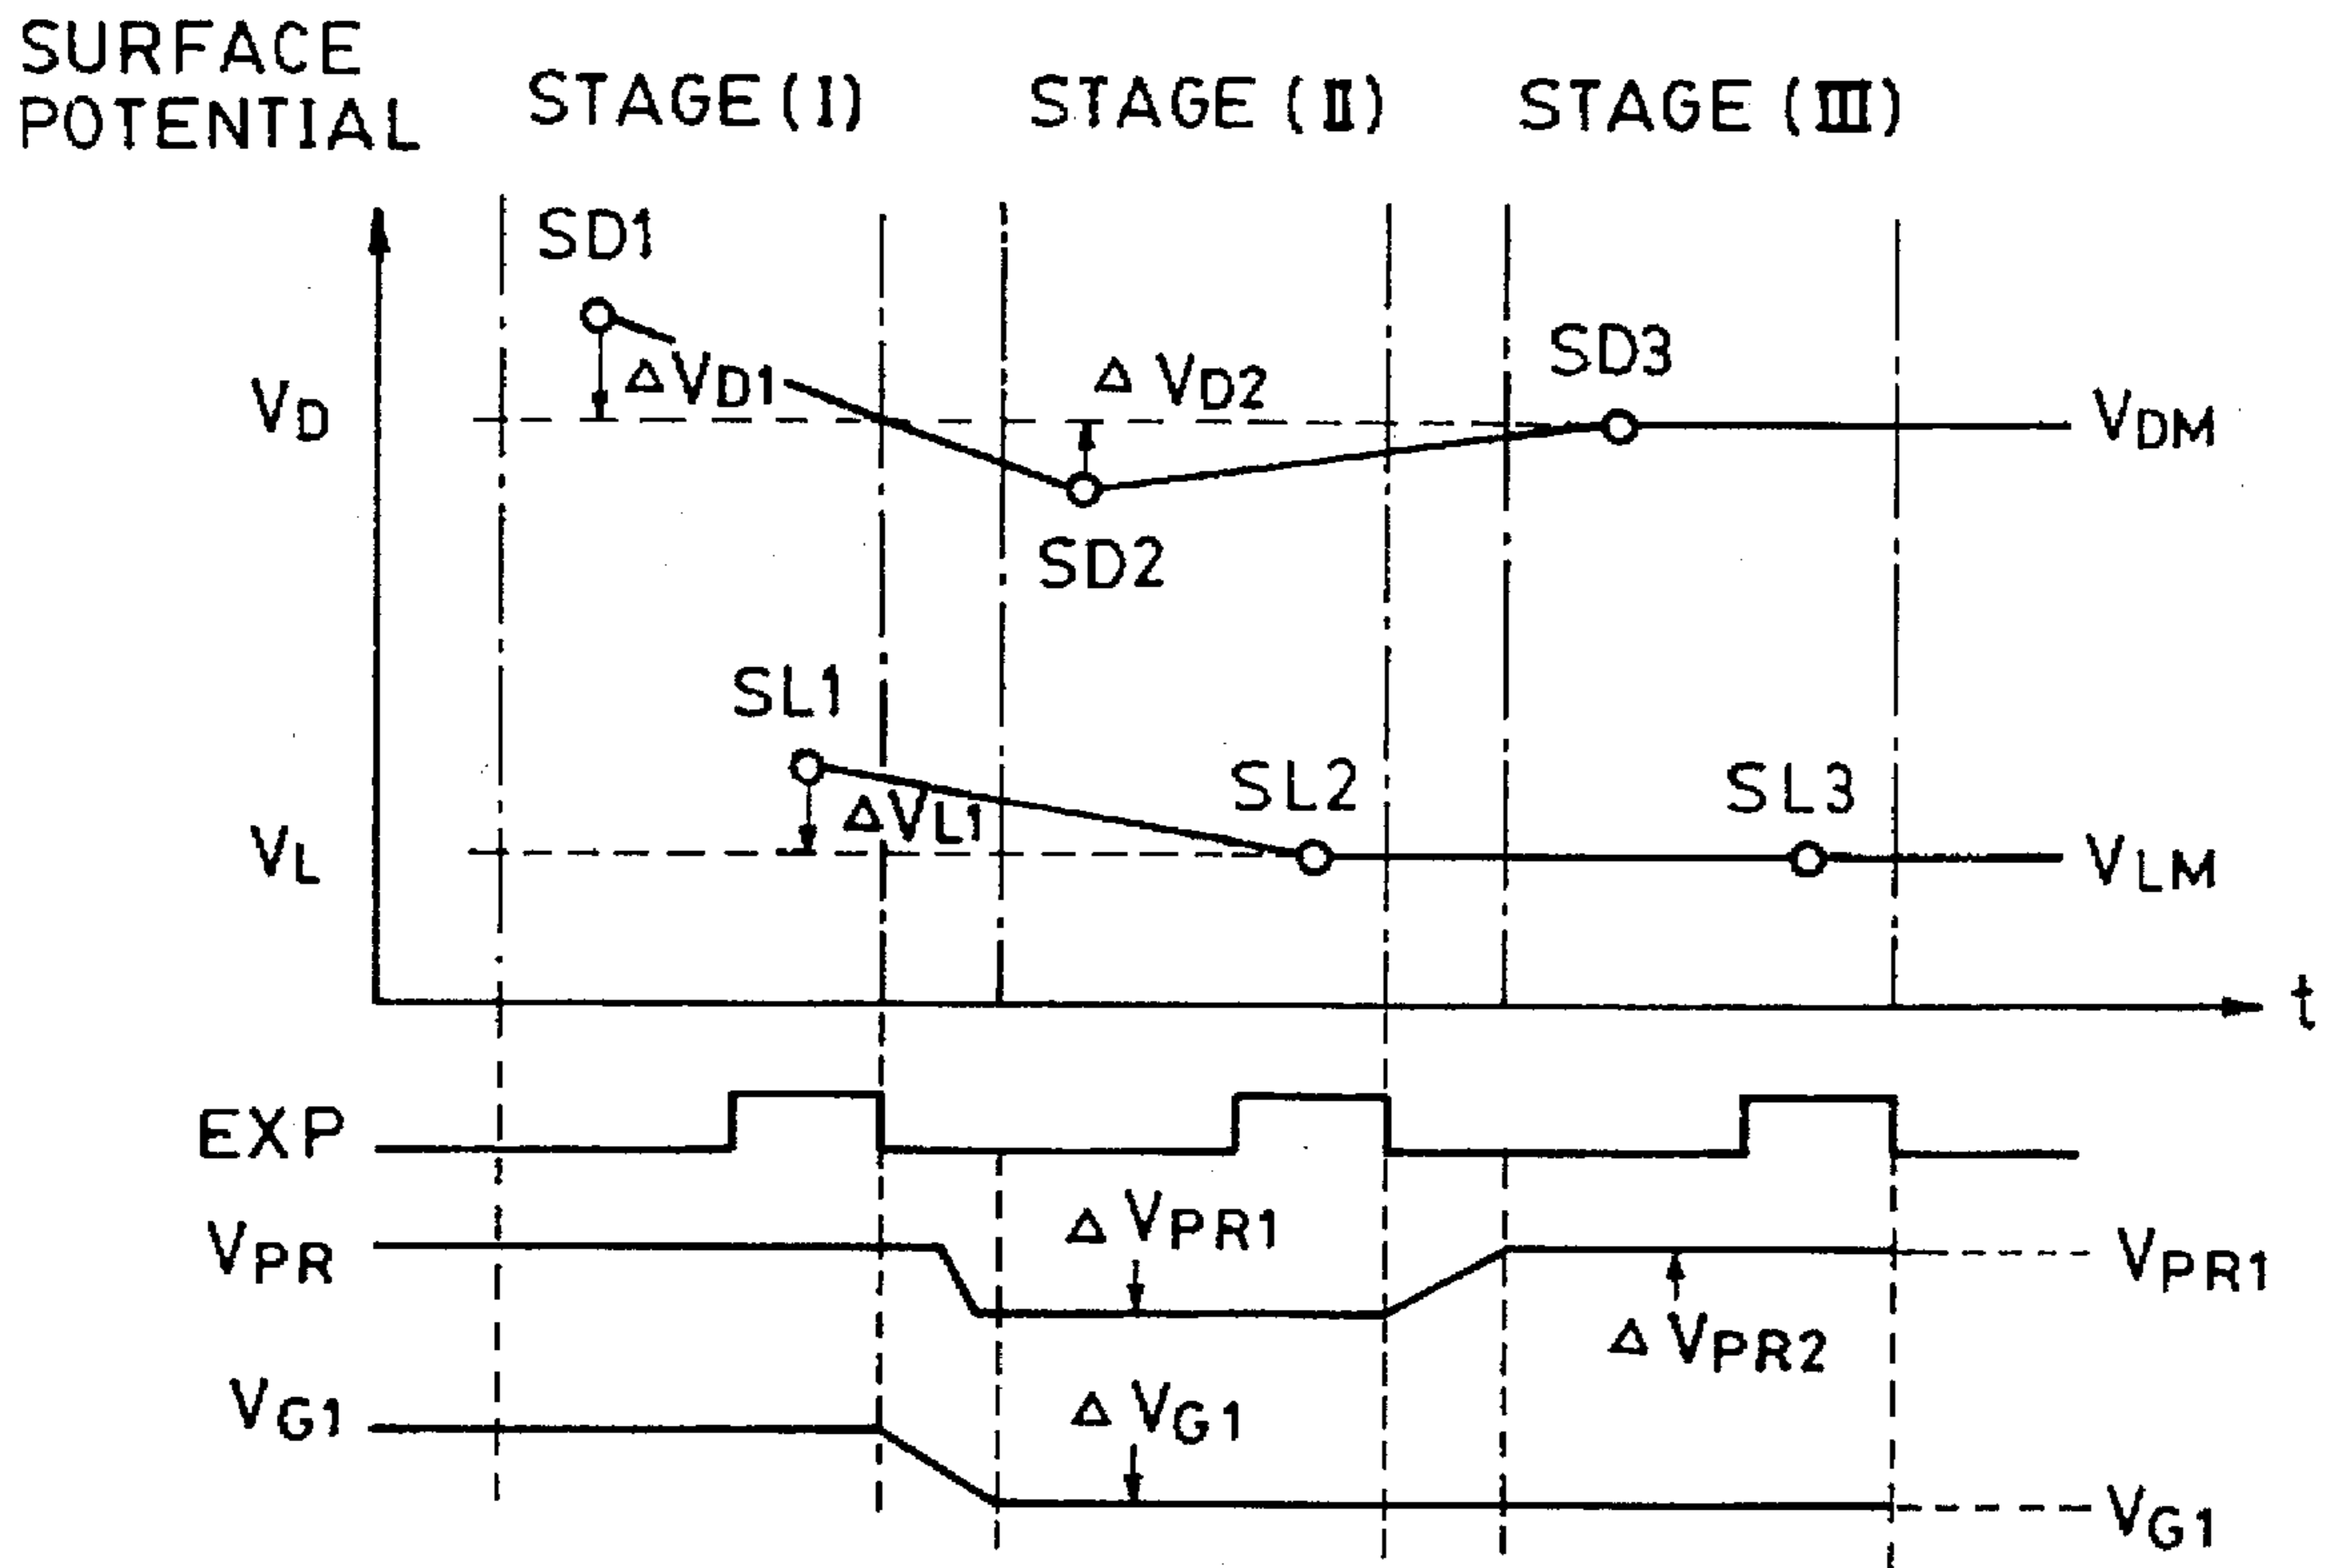 SURFACE
POTENTIAL
STAGE (I)
STAGE (II)
STAGE (III)
SD1
ΔVD1
VD
ΔVD2
SD3
VDM
SD2
SL1
ΔVL1
VL
SL2
SL3
VLM
t
EXP
VPR
ΔVPR1
VPR1
ΔVPR2
VG1
ΔVG1
VG1